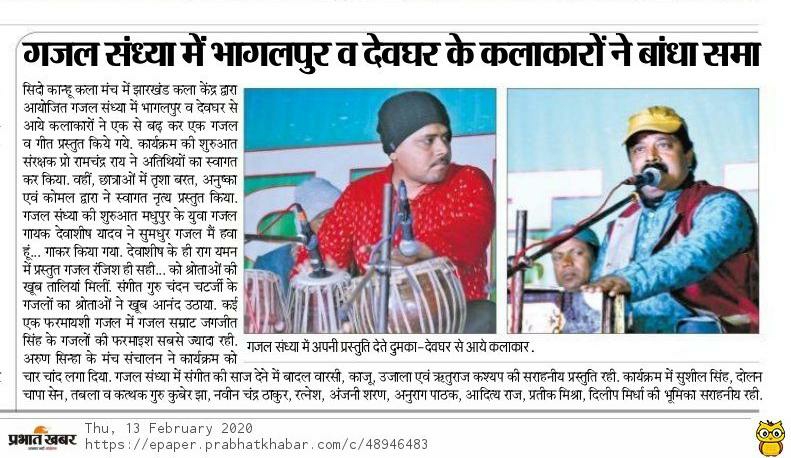 गजल संध्या में भागलपुर व देवघर के कलाकारों ने बांधा समा
सिदो कान्हू कला मंच में झारखंड कला केंद्र द्वारा
आयोजित गजल संध्या में भागलपुर व देवघर से
आये कलाकारों ने एक से बढ़ कर एक गजल
व गीत प्रस्तुत किये गये. कार्यक्रम की शुरुआत
संरक्षक प्रो रामचंद्र राय ने अतिथियों का स्वागत
कर किया. वहीं, छात्राओं में तृशा बरत, अनुष्का
एवं कोमल द्वारा ने स्वागत नृत्य प्रस्तुत किया.
गजल संध्या की शुरुआत मधुपुर के युवा गजल
गायक देवाशीष यादव ने सुमधुर गजल मैं हवा
हूं... गाकर किया गया. देवाशीष के ही राग यमन
में प्रस्तुत गजल रंजिश ही सही... को श्रोताओं की
खूब तालियां मिलीं. संगीत गुरु चंदन चटर्जी के
गजलों का श्रोताओं ने खूब आनंद उठाया. कई
एक फरमायशी गजल में गजल सम्राट जगजीत
सिंह के गजलों की फरमाइश सबसे ज्यादा रही.
अरुण सिन्हा के मंच संचालन ने कार्यक्रम को
चार चांद लगा दिया. गजल संध्या में संगीत की साज देने में बादल वारसी, काजू, उजाला एवं ऋतुराज कश्यप की सराहनीय प्रस्तुति रही. कार्यक्रम में सुशील सिंह, दोलन
चापा सेन, तबला व कत्थक गुरु कुबेर झा, नवीन चंद्र ठाकुर, रत्नेश, अंजनी शरण, अनुराग पाठक, आदित्य राज, प्रतीक मिश्रा, दिलीप मिर्धा की भूमिका सराहनीय रही.
गजल संध्या में अपनी प्रस्तुति देते दुमका-देवघर से आये कलाकार.
प्रभात खबर
Thu, 13 February 2020
https://epaper.prabhatkhabar.com/c/48946483